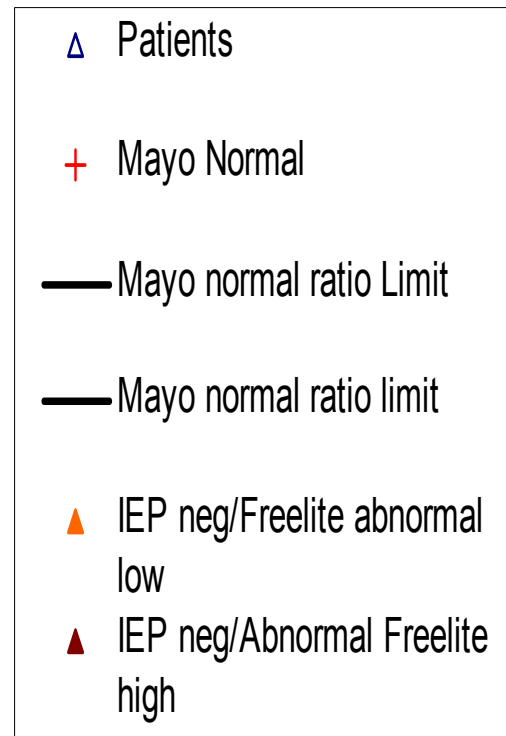 Patients
Mayo Normal
Mayo normal ratio Limit
Mayo normal ratio limit
IEP neg/Freelite abnormal
low
IEP neg/Abnormal Freelite
high